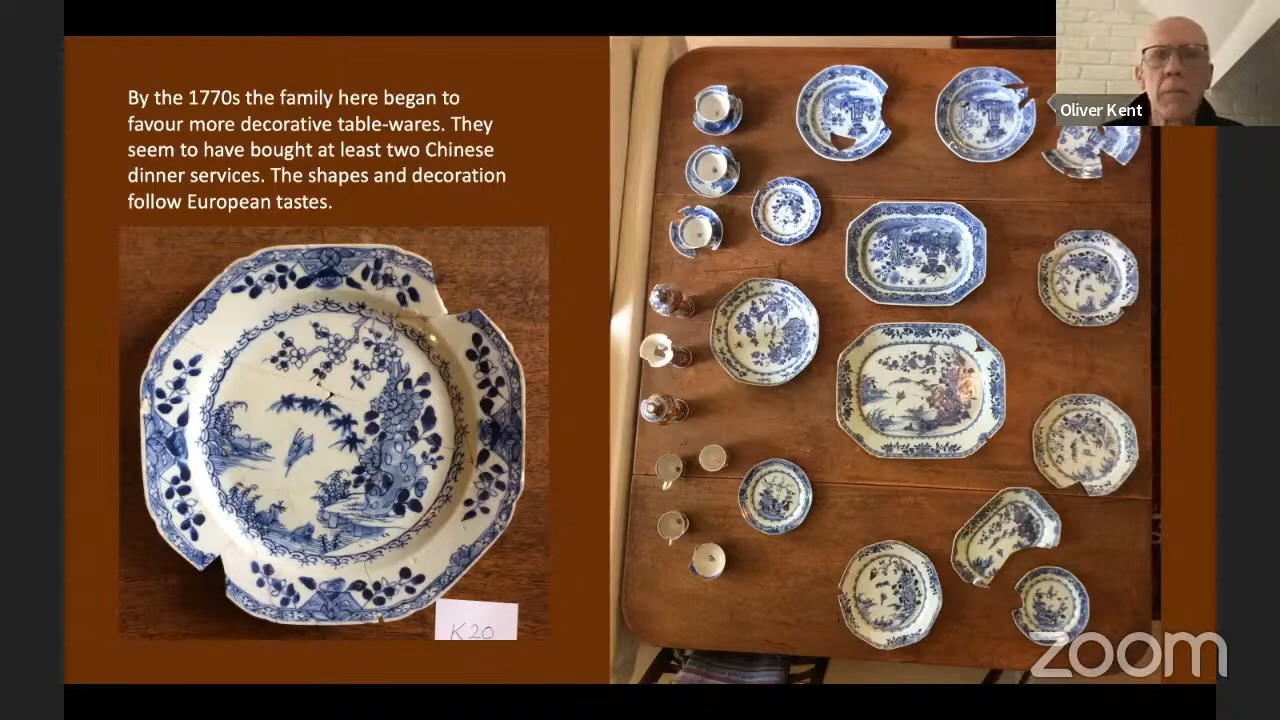 By the 1770s the family here began to
favour more decorative table-wares. They
seem to have bought at least two Chinese
dinner services. The shapes and decoration
follow European tastes.
Oliver Kent
K20
zoom